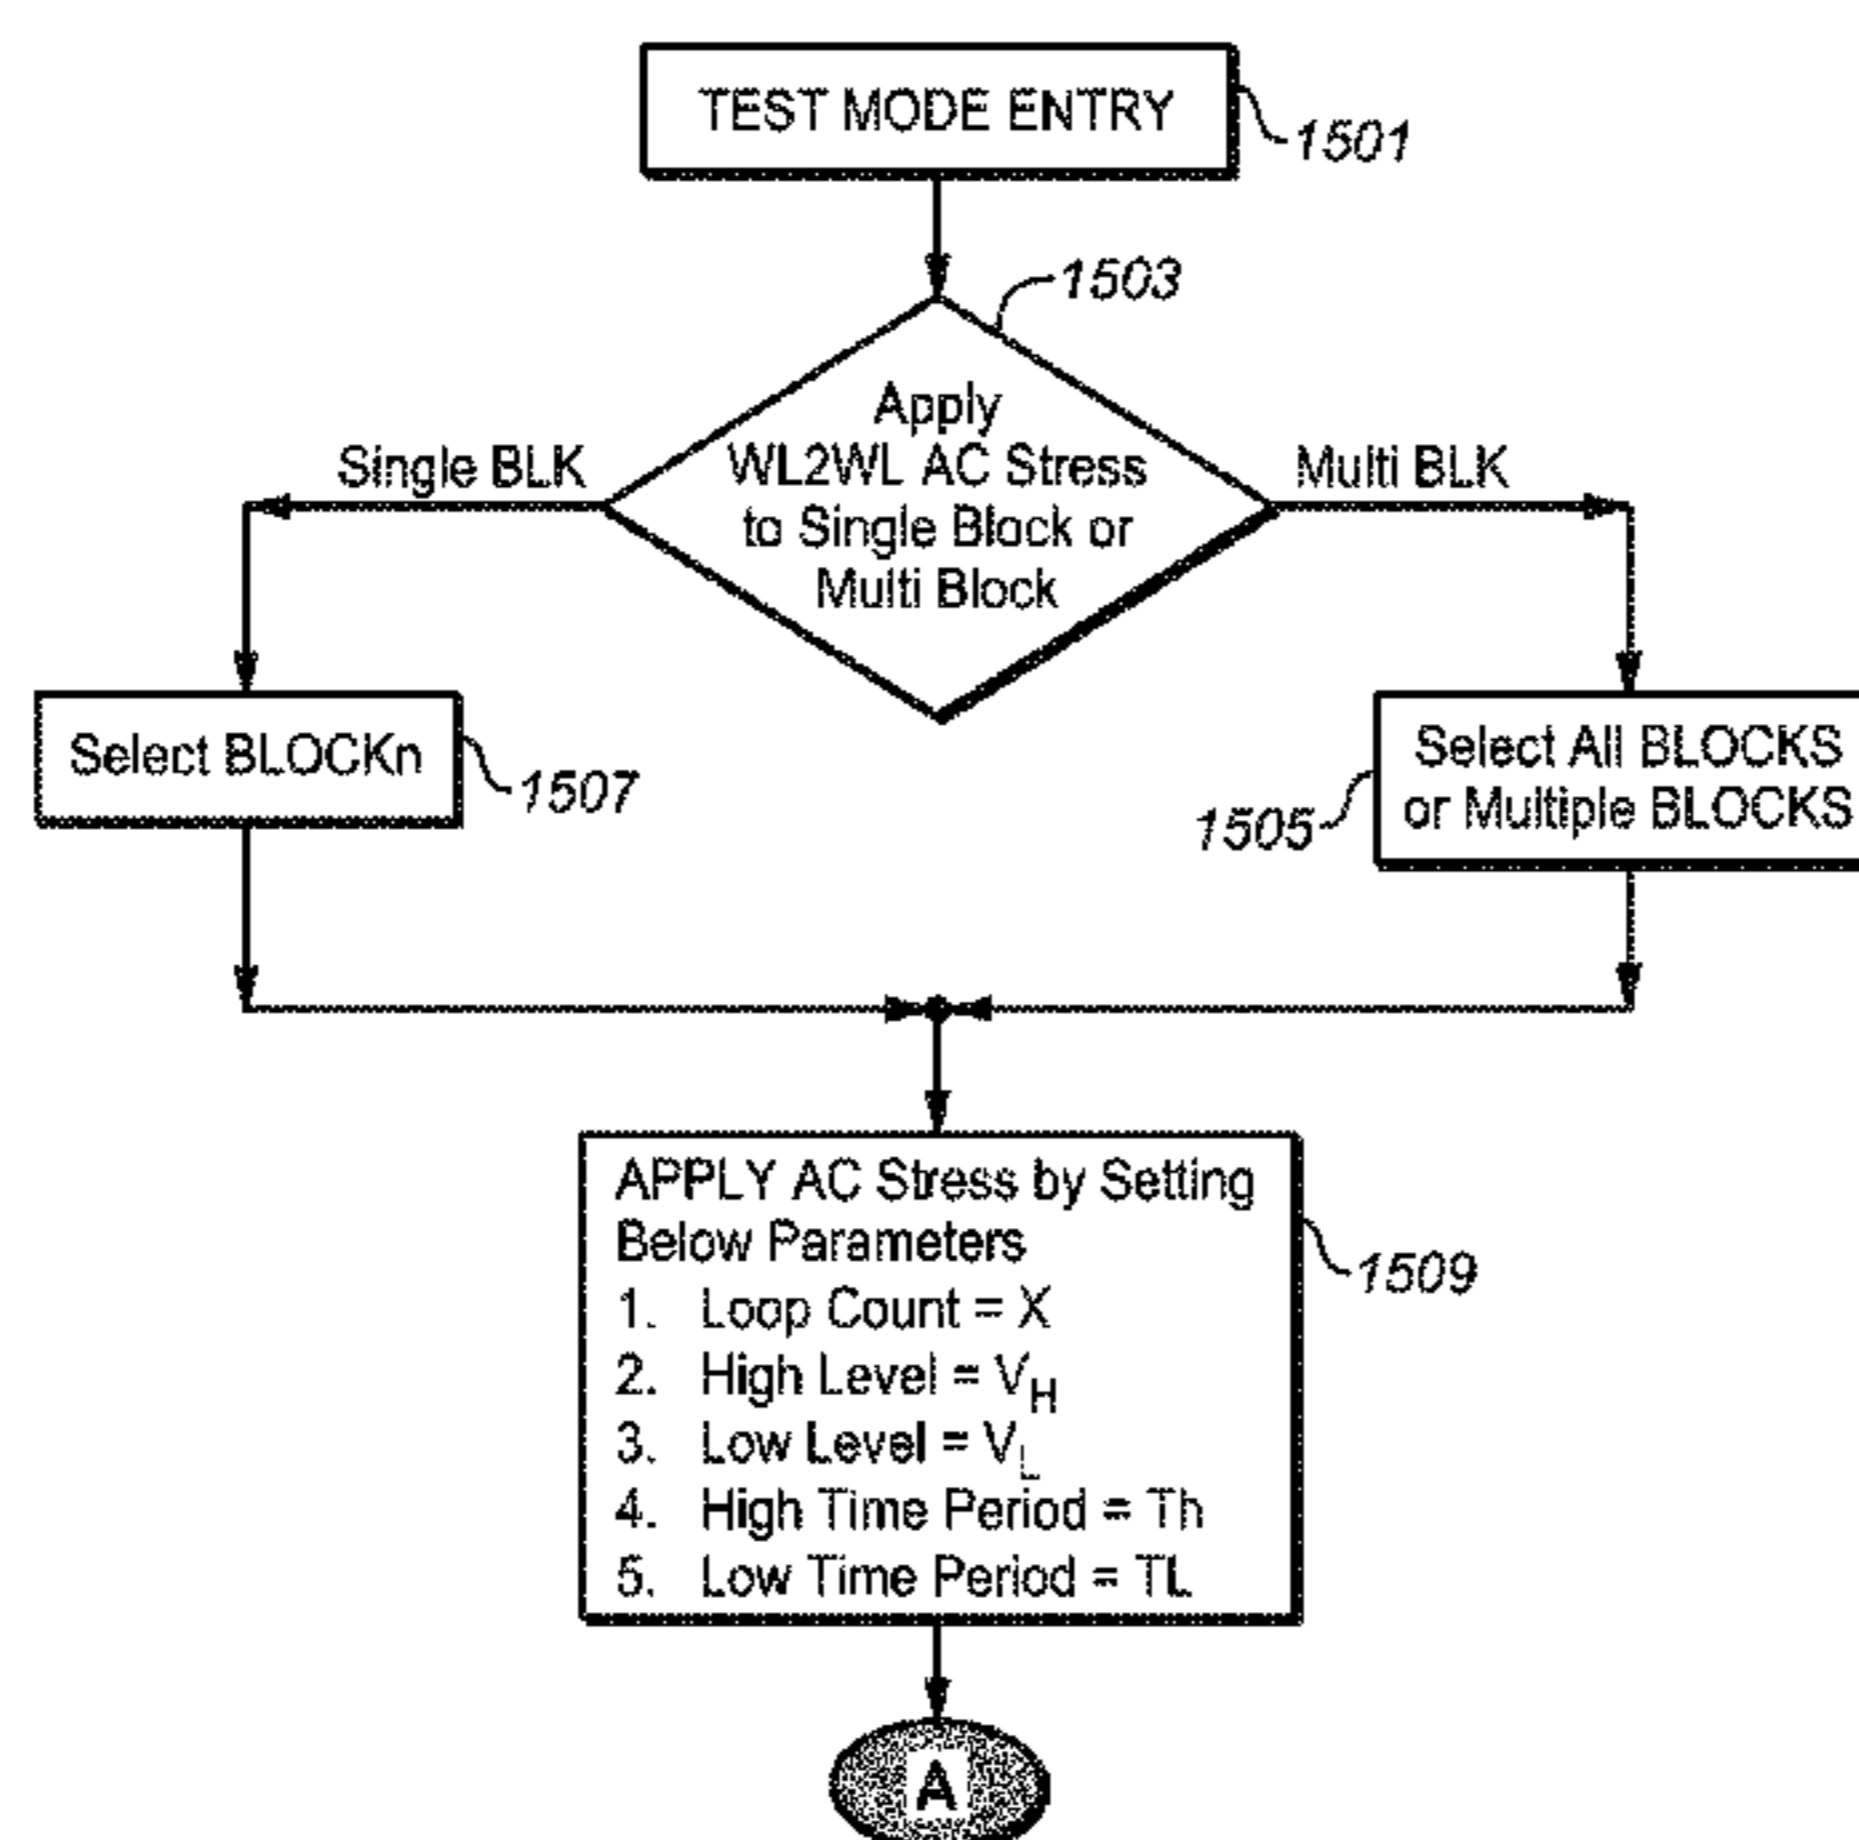 TEST MODE ENTRY
1501
1503
Apply
WL2WL AC Stress
to Single Block or
Multi Block
Single BLK
Multi BLK
Select BLOCKn
1507
Select All BLOCKS
or Multiple BLOCKS
1505
APPLY AC Stress by Setting
Below Parameters
1. Loop Count = X
2. High Level = VH
3. Low Level = VL
4. High Time Period = Th
5. Low Time Period = TL
1509
A